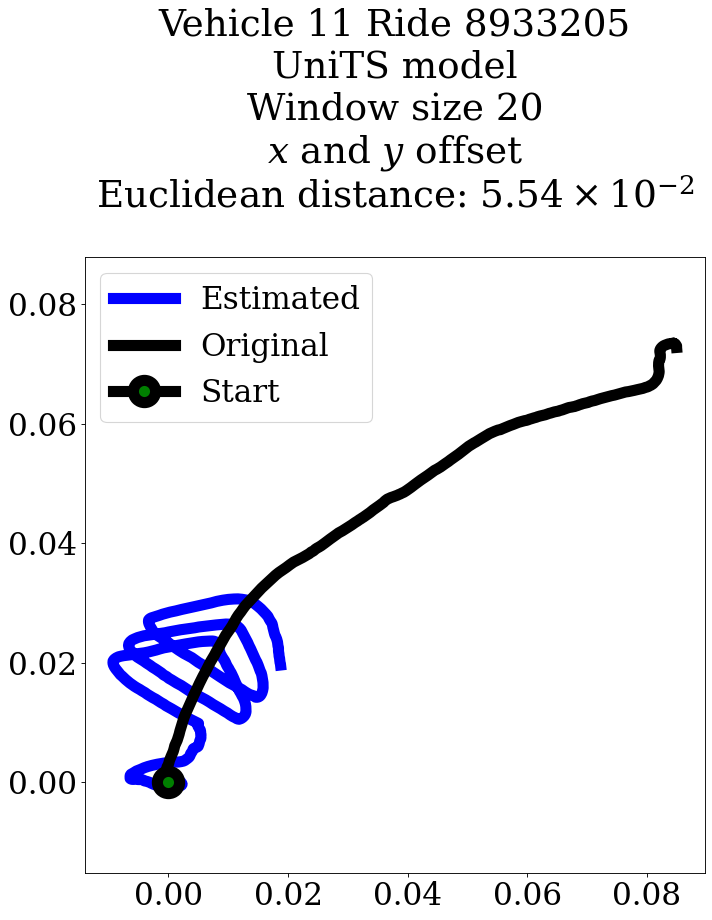 Vehicle 11 Ride 8933205
UniTS model
Window size 20
x and y offset
Euclidean distance: 5.54 × 10⁻²
Estimated
Original
Start
0.08
0.06
0.04
0.02
0.00
0.00 0.02 0.04 0.06 0.08